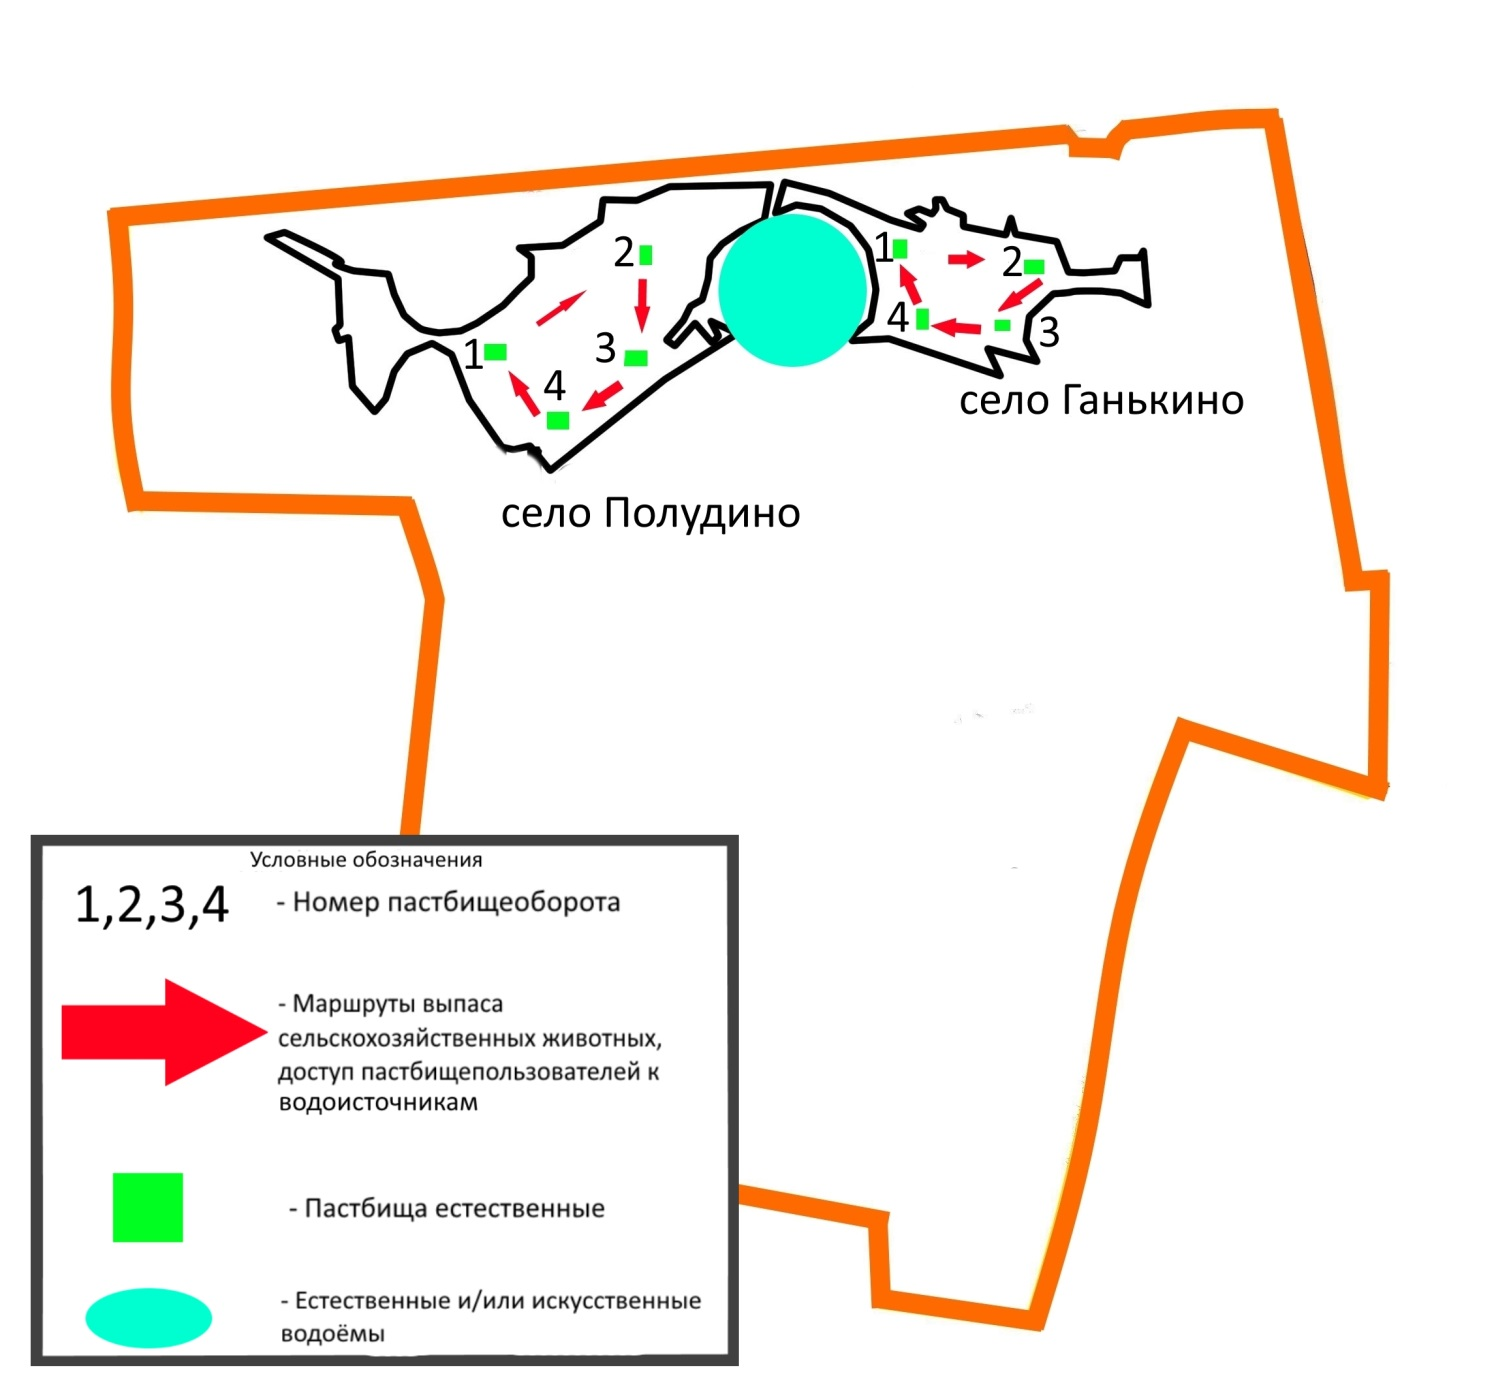 2
1
3
4
1
2
4
3
село Ганькино
село Полудино
Условные обозначения
1,2,3,4 - Номер пастбищеоборота
- Маршруты выпаса
сельскохозяйственных животных,
доступ пастбищепользователей к
водоисточникам
- Пастбища естественные
- Естественные и/или искусственные
водоёмы